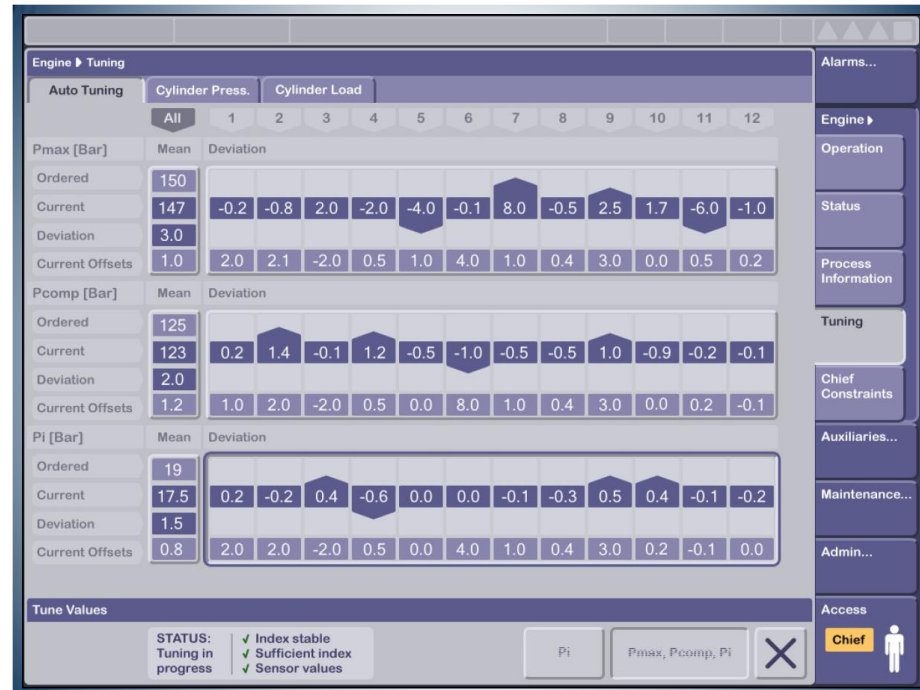 Engine ▶ Tuning
Auto Tuning Cylinder Press. Cylinder Load
All 1 2 3 4 5 6 7 8 9 10 11 12
Pmax [Bar] Mean Deviation
Ordered 150
Current 147 -0.2 -0.8 2.0 -2.0 -4.0 -0.1 8.0 -0.5 2.5 1.7 -6.0 -1.0
Deviation 3.0
Current Offsets 1.0 2.0 2.1 -2.0 0.5 1.0 4.0 1.0 0.4 3.0 0.0 0.5 0.2
Pcomp [Bar] Mean Deviation
Ordered 125
Current 123 0.2 1.4 -0.1 1.2 -0.5 -1.0 -0.5 -0.5 1.0 -0.9 -0.2 -0.1
Deviation 2.0
Current Offsets 1.2 1.0 2.0 -2.0 0.5 0.0 8.0 1.0 0.4 3.0 0.0 0.2 -0.1
Pi [Bar] Mean Deviation
Ordered 19
Current 17.5 0.2 -0.2 0.4 -0.6 0.0 0.0 -0.1 -0.3 0.5 0.4 -0.1 -0.2
Deviation 1.5
Current Offsets 0.8 2.0 2.0 -2.0 0.5 0.0 4.0 1.0 0.4 3.0 0.2 -0.1 0.0
Tune Values
STATUS: ✓ Index stable
Tuning in ✓ Sufficient index
progress ✓ Sensor values
Pi Pmax, Pcomp, Pi
Alarms...
Engine ▶
Operation
Status
Process
Information
Tuning
Chief
Constraints
Auxiliaries...
Maintenance...
Admin...
Access
Chief